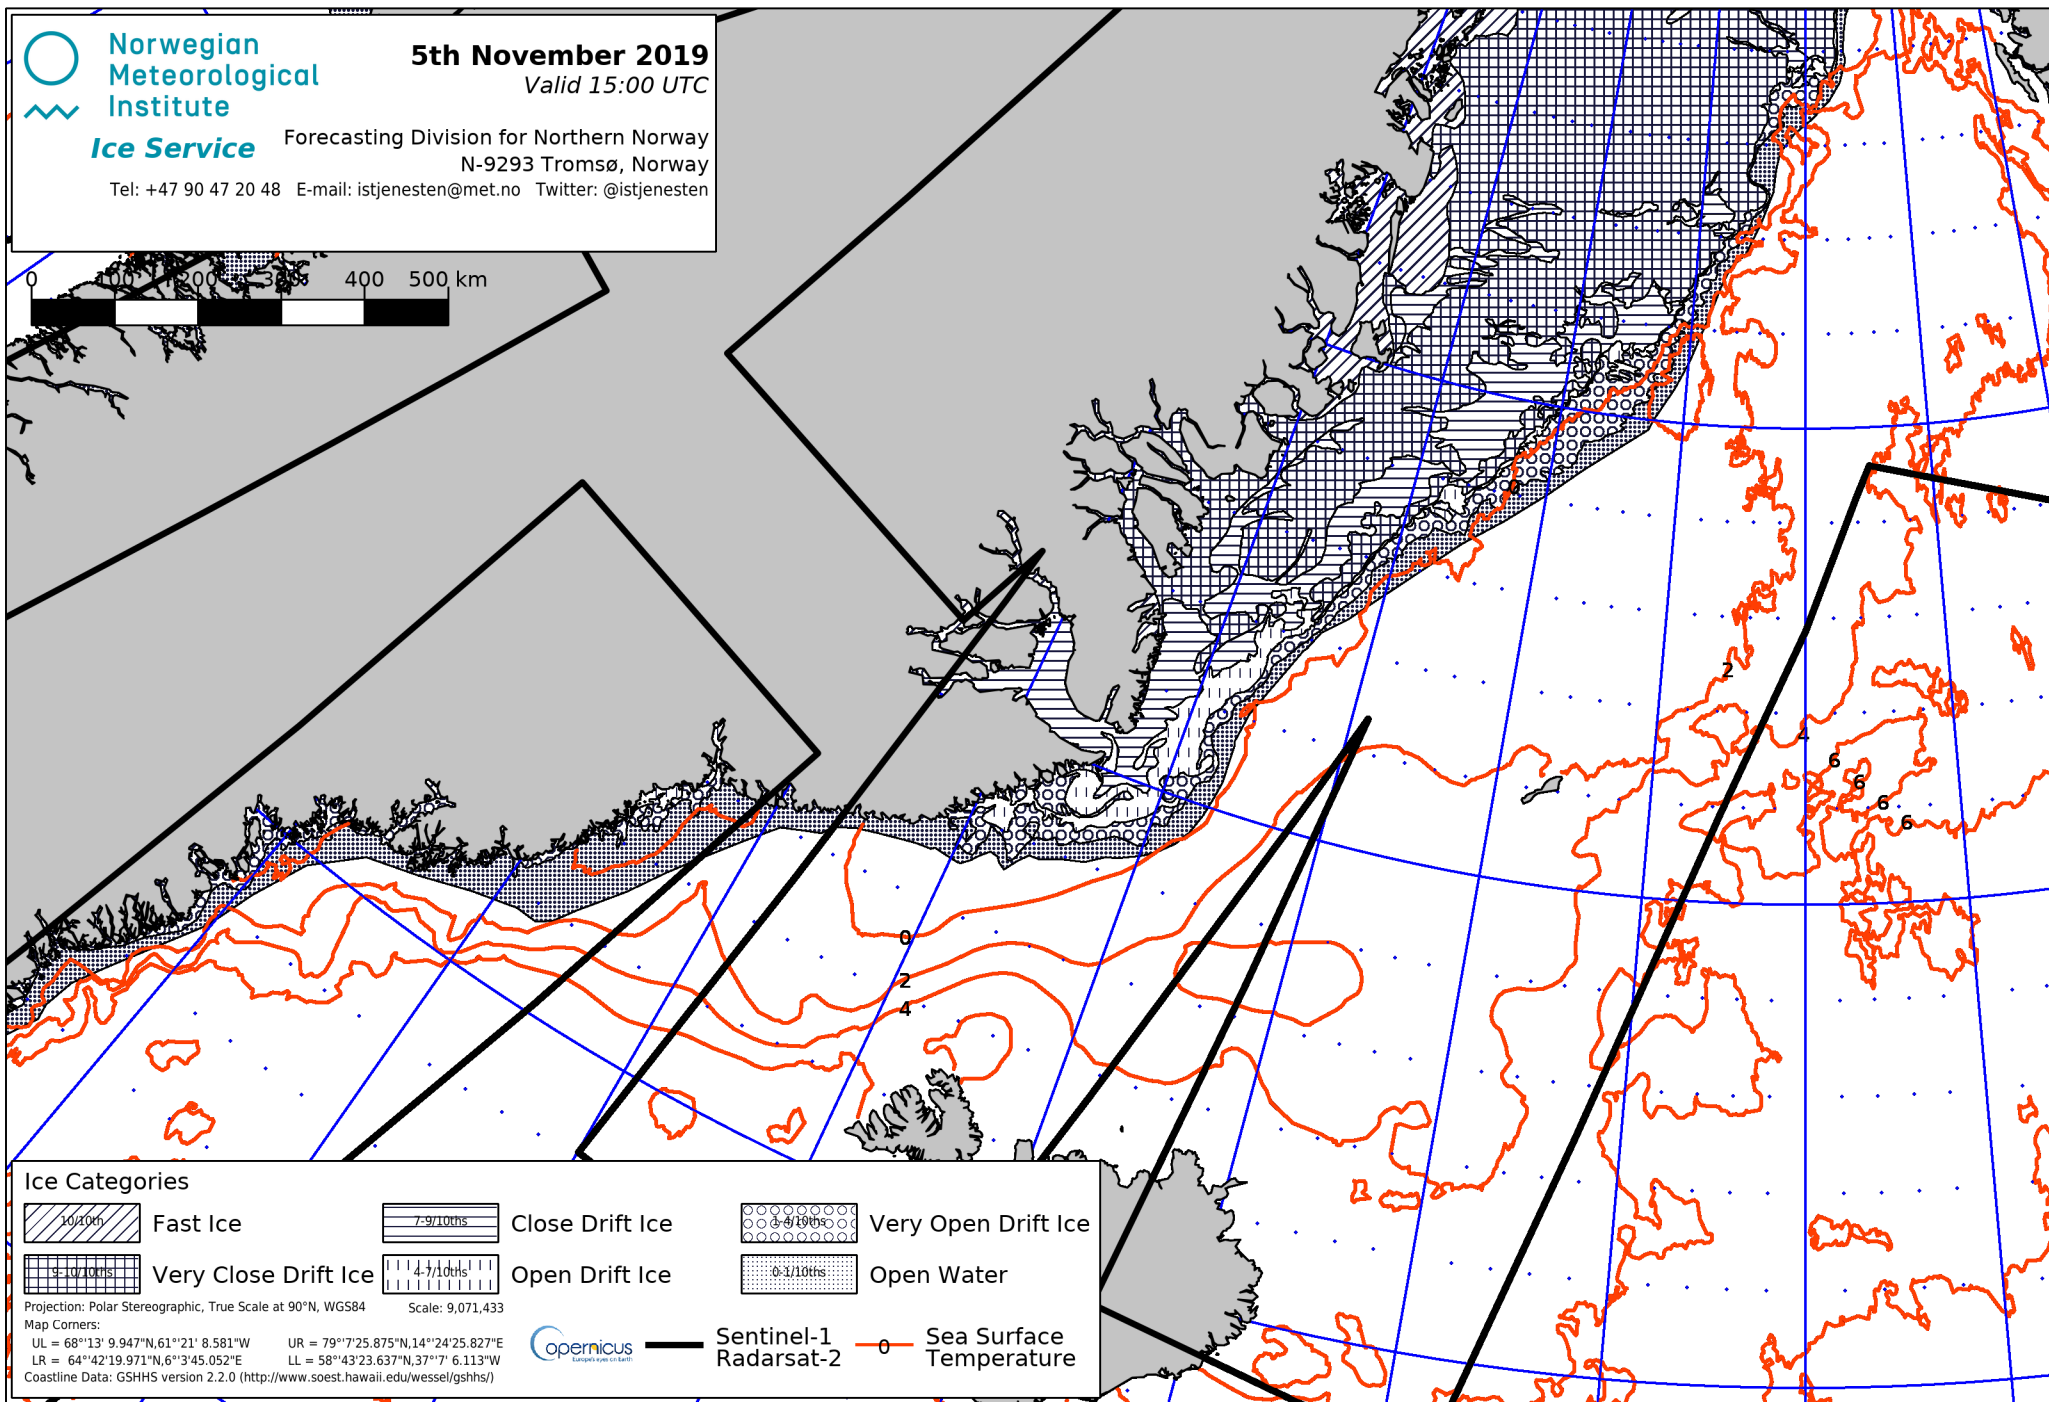 Norwegian
Meteorological
Institute
Ice Service
5th November 2019
Valid 15:00 UTC
Forecasting Division for Northern Norway
N-9293 Tromsø, Norway
Tel: +47 90 47 20 48 E-mail: istjenesten@met.no Twitter: @istjenesten
0 100 200 300 400 500 km
0
2
4
6
6
6
6
0
2
4
Ice Categories
10/10th Fast Ice
7-9/10ths Close Drift Ice
1-4/10ths Very Open Drift Ice
9-10/10ths Very Close Drift Ice
4-7/10ths Open Drift Ice
0-1/10ths Open Water
Projection: Polar Stereographic, True Scale at 90°N, WGS84 Scale: 9,071,433
Map Corners:
UL = 68°13' 9.947"N,61°21' 8.581"W UR = 79°'7'25.875"N,14°'24'25.827"E
LR = 64°'42'19.971"N,6°'3'45.052"E LL = 58°'43'23.637"N,37°'7' 6.113"W
Coastline Data: GSHHS version 2.2.0 (http://www.soest.hawaii.edu/wessel/gshhs/)
Copernicus
Europe's eyes on Earth
Sentinel-1
Radarsat-2
0
Sea Surface
Temperature